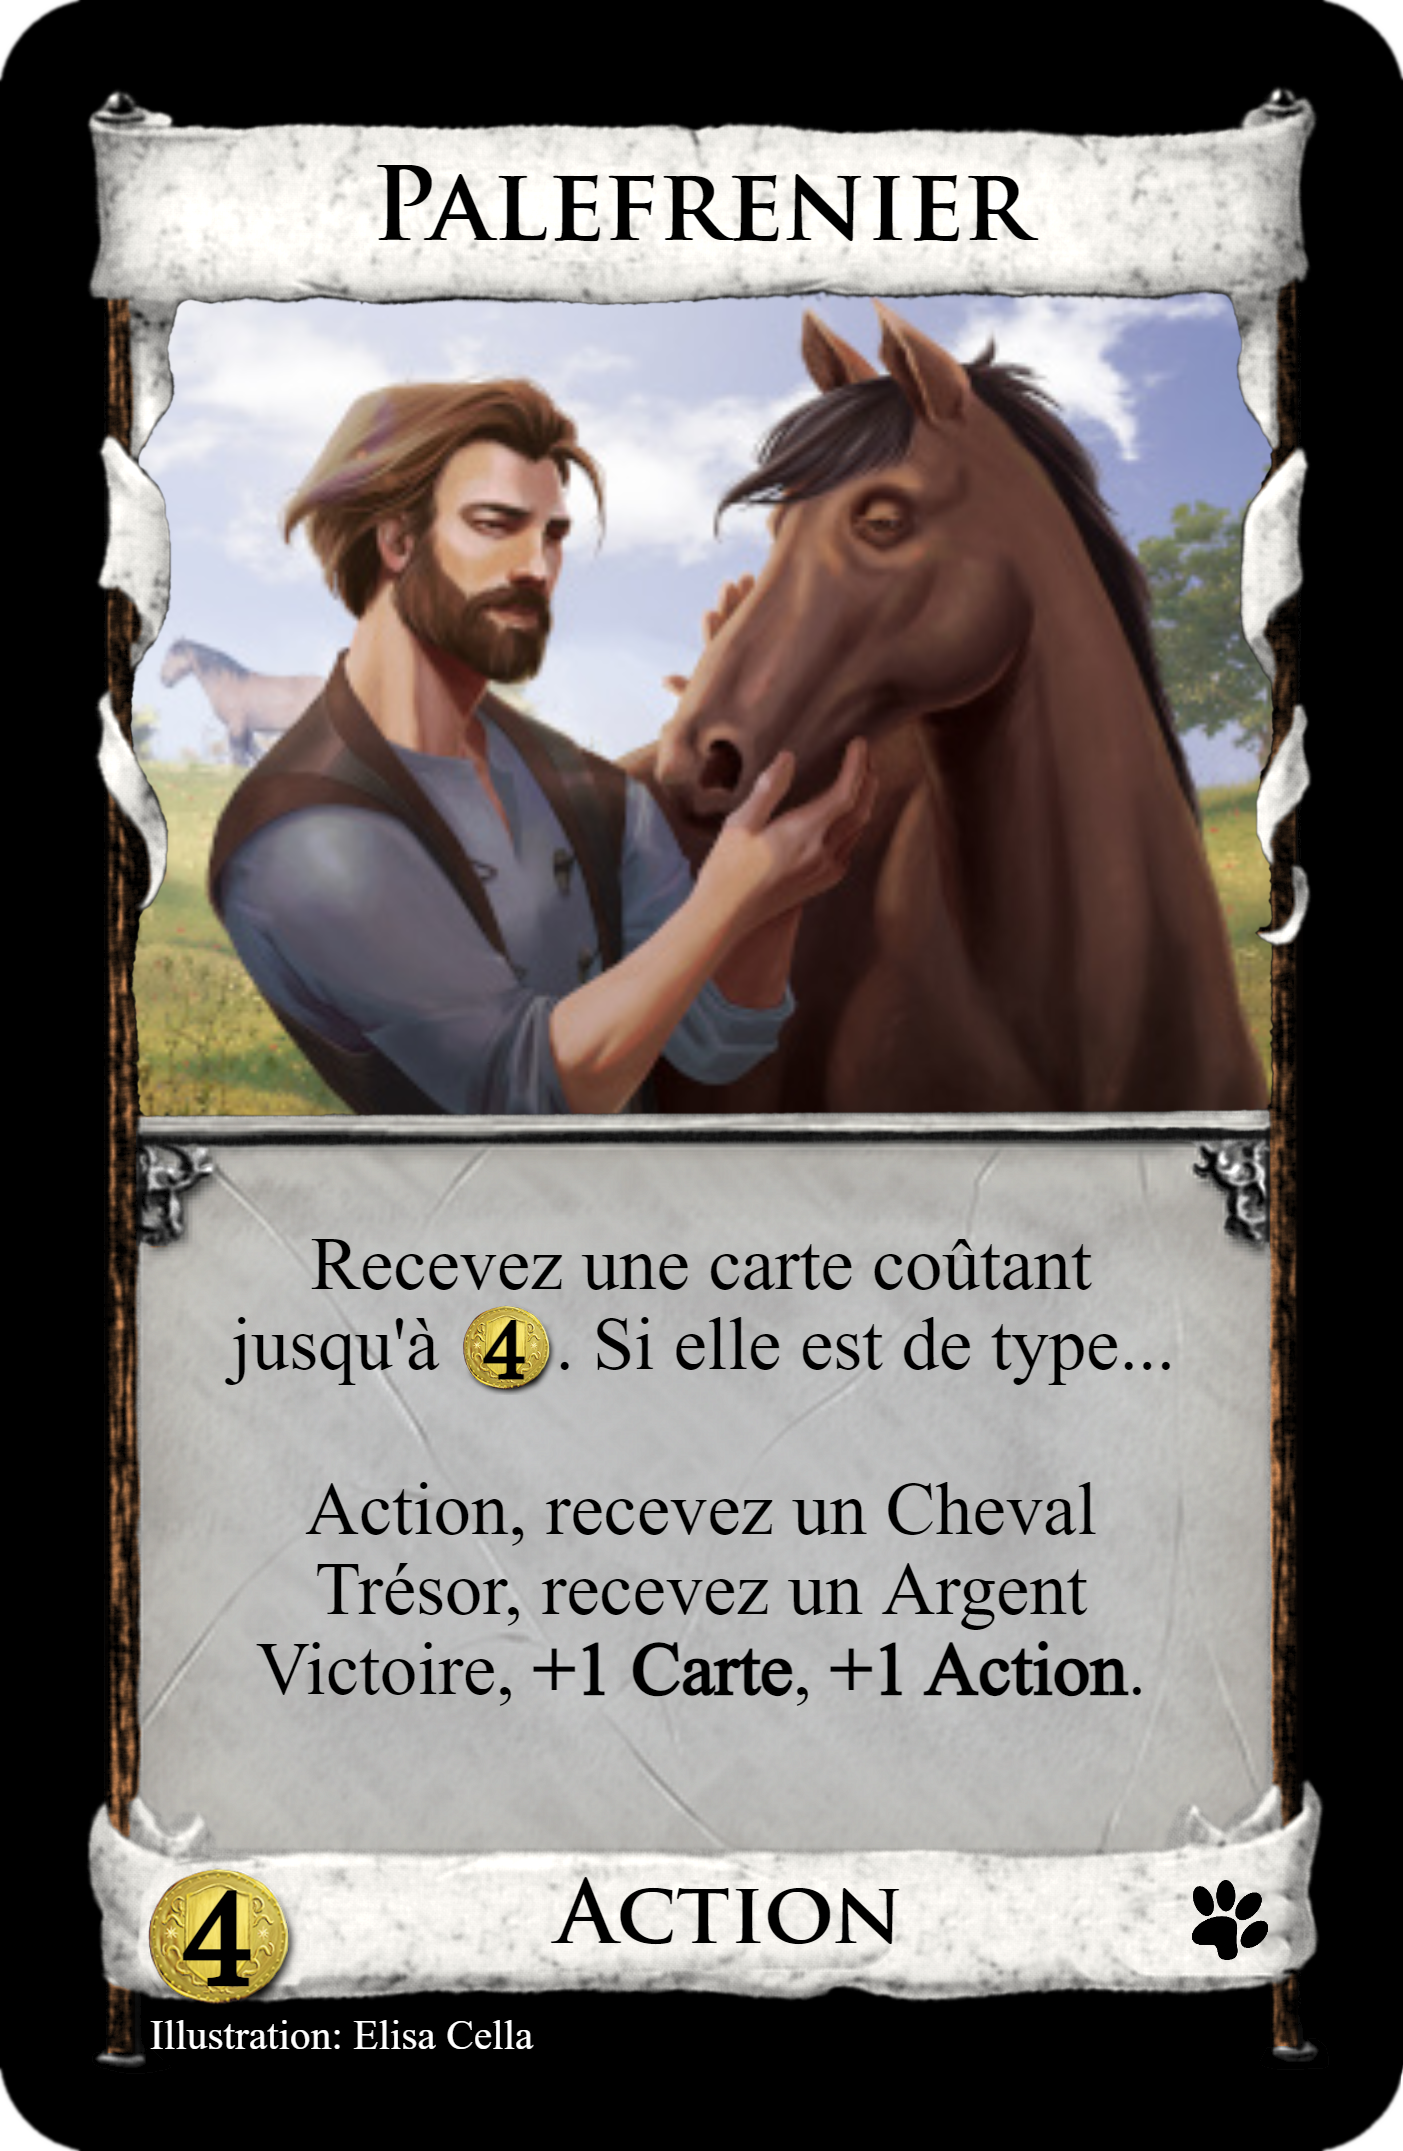 PALEFRENIER
Recevez une carte coûtant
jusqu'à 4. Si elle est de type...
Action, recevez un Cheval
Trésor, recevez un Argent
Victoire, +1 Carte, +1 Action.
4 ACTION
Illustration: Elisa Cella